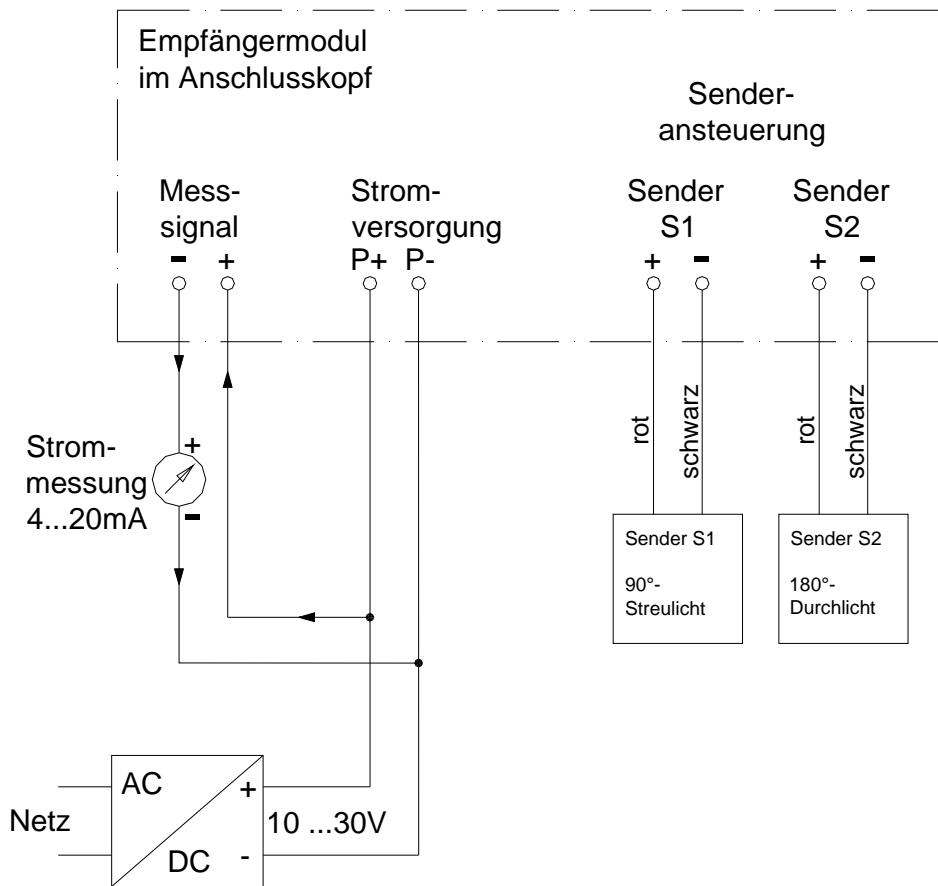 Empfängermodul
im Anschlusskopf
Sender-
ansteuerung
Mess-
signal
- +
Strom-
versorgung
P+ P-
Sender
S1
+ -
Sender
S2
+ -
rot
schwarz
rot
schwarz
Strom-
messung
4...20mA
+
-
Sender S1
90°-
Streulicht
Sender S2
180°-
Durchlicht
Netz
AC
DC
+
-
10 ...30V